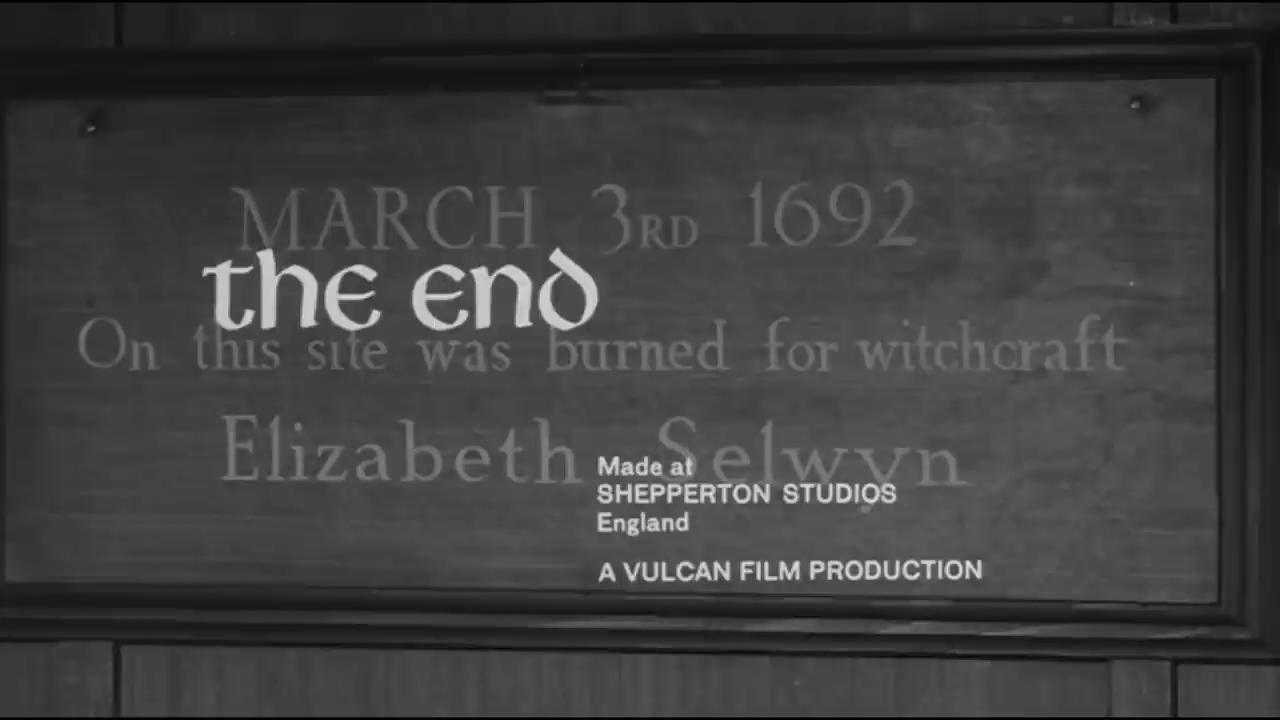 MARCH 3RD 1692
the end
On this site was burned for witchcraft
Elizabeth Selwyn
Made at
SHEPPERTON STUDIOS
England
A VULCAN FILM PRODUCTION